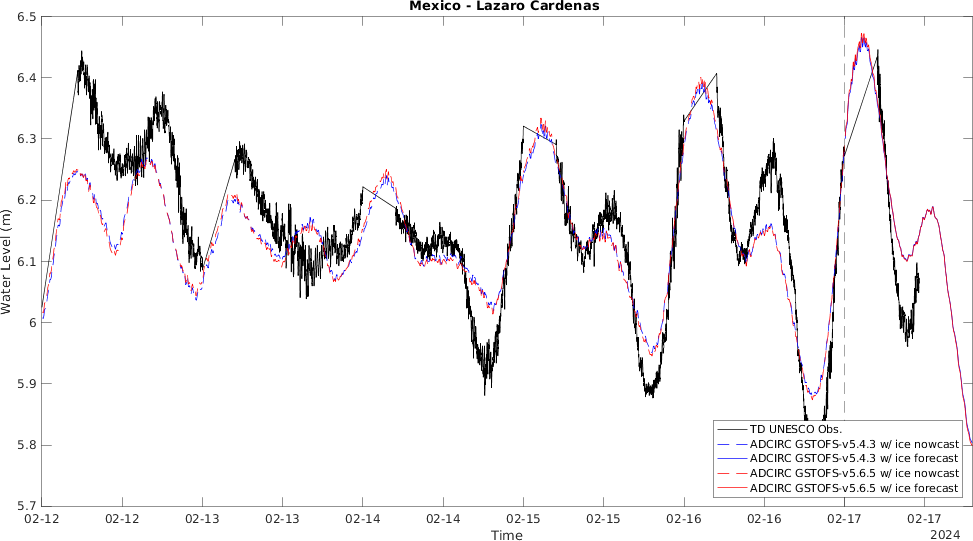 Mexico - Lazaro Cardenas
6.5
6.4
6.3
6.2
6.1
6
5.9
5.8
5.7
Water Level (m)
TD UNESCO Obs.
ADCIRC GSTOFS-v5.4.3 w/ ice nowcast
ADCIRC GSTOFS-v5.4.3 w/ ice forecast
ADCIRC GSTOFS-v5.6.5 w/ ice nowcast
ADCIRC GSTOFS-v5.6.5 w/ ice forecast
02-12 02-12 02-13 02-13 02-14 02-14 02-15 02-15 02-16 02-16 02-17 02-17
Time
2024